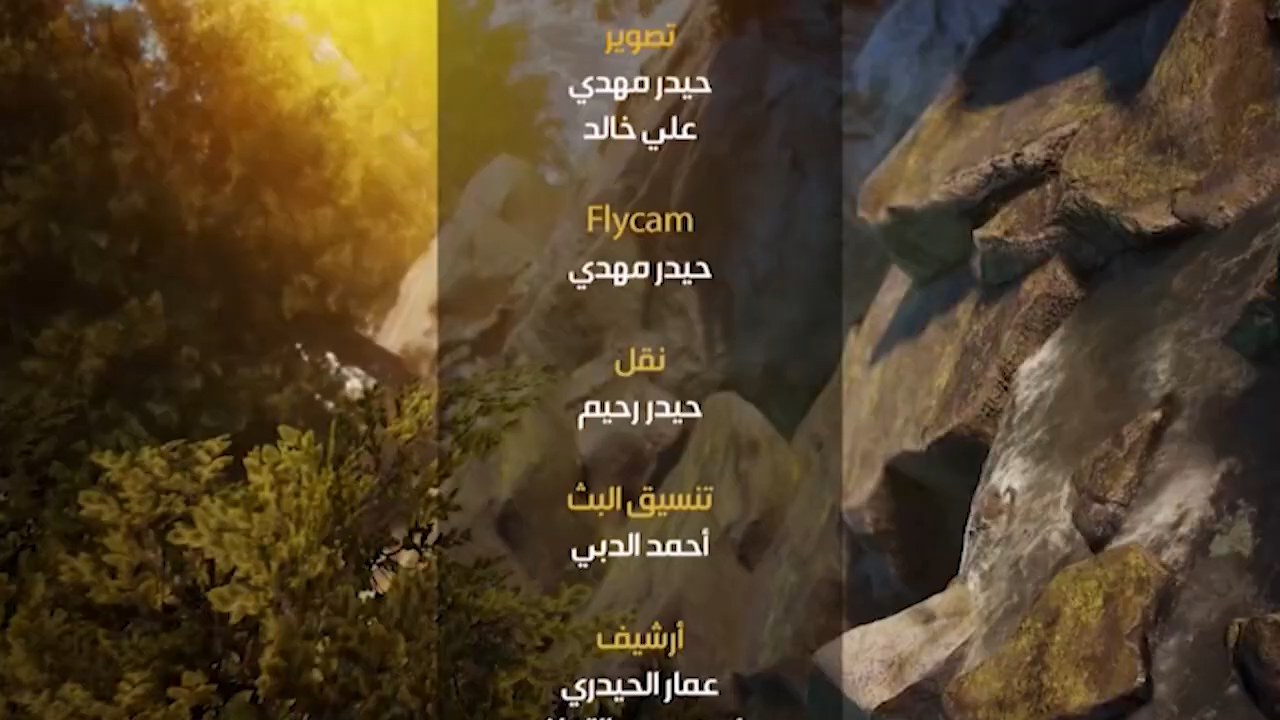 تصوير
حيدر مهدي
علي خالد
Flycam
حيدر مهدي
نقل
حيدر رحيم
تنسيق البث
أحمد الدبي
أرشيف
عمار الحيدري